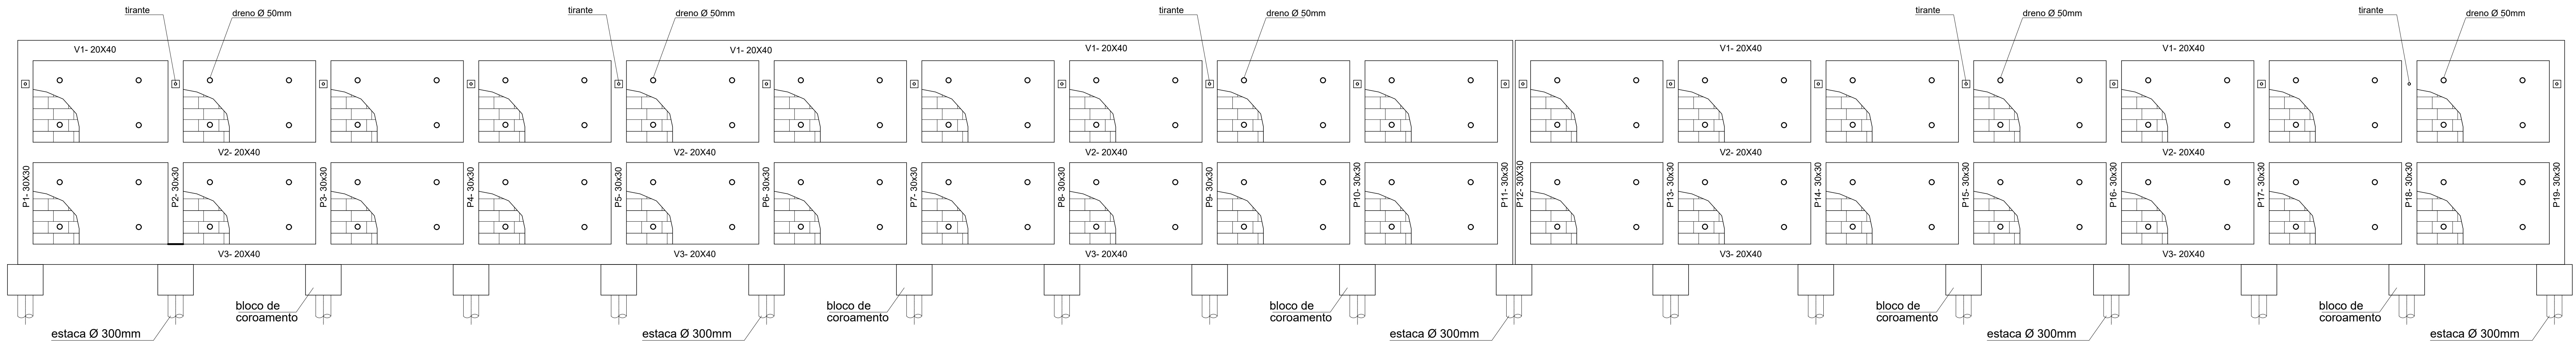 tirante
dreno Ø 50mm
tirante
dreno Ø 50mm
tirante
dreno Ø 50mm
tirante
dreno Ø 50mm
tirante
dreno Ø 50mm
V1- 20X40
V1- 20X40
V1- 20X40
V1- 20X40
V1- 20X40
V2- 20X40
V2- 20X40
V2- 20X40
V2- 20X40
V2- 20X40
P1- 30X30
P2- 30x30
P3- 30x30
P4- 30x30
P5- 30x30
P6- 30x30
P7- 30x30
P8- 30x30
P9- 30x30
P10- 30x30
P11- 30x30
P12- 30X30
P13- 30x30
P14- 30x30
P15- 30x30
P16- 30x30
P17- 30x30
P18- 30x30
P19- 30x30
V3- 20X40
V3- 20X40
V3- 20X40
V3- 20X40
V3- 20X40
bloco de
coroamento
bloco de
coroamento
bloco de
coroamento
bloco de
coroamento
bloco de
coroamento
estaca Ø 300mm
estaca Ø 300mm
estaca Ø 300mm
estaca Ø 300mm
estaca Ø 300mm